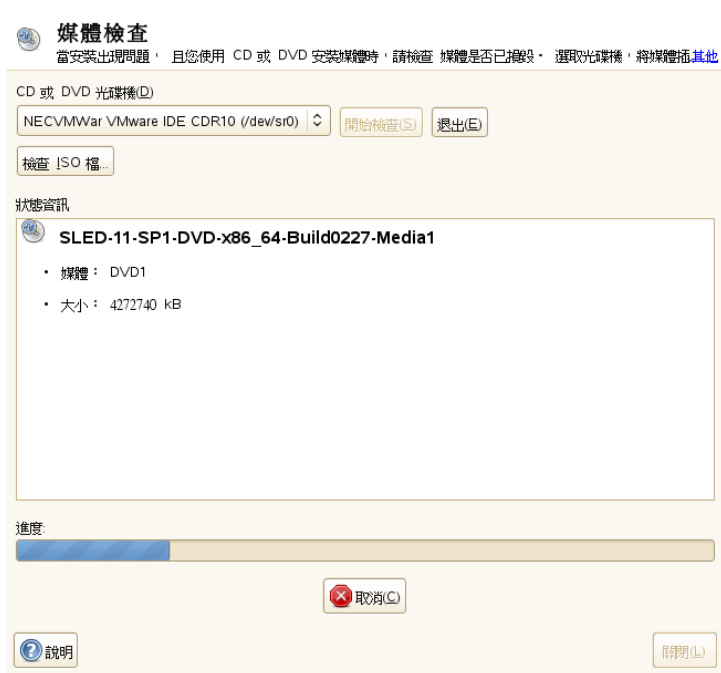 媒體檢查
當安裝出現問題， 且您使用 CD 或 DVD 安裝媒體時，請檢查 媒體是否已損毀。 選取光碟機，將媒體插其他
CD 或 DVD 光碟機(D)
NECVMWar VMware IDE CDR10 (/dev/sr0) 開始檢查(S) 退出(E)
檢查 ISO 檔...
狀態資訊
SLED-11-SP1-DVD-x86_64-Build0227-Media1
• 媒體： DVD1
• 大小： 4272740 kB
進度:
取消(C)
說明 關閉(L)